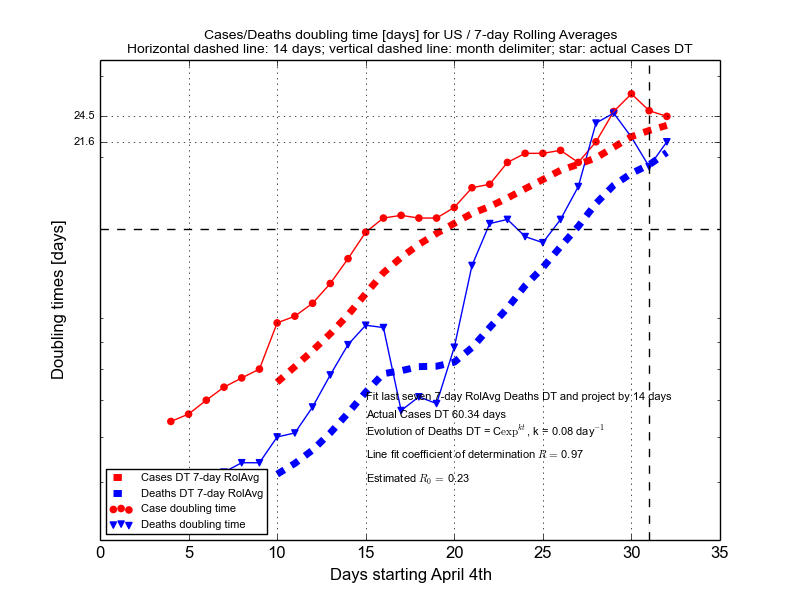 Cases/Deaths doubling time [days] for US / 7-day Rolling Averages
Horizontal dashed line: 14 days; vertical dashed line: month delimiter; star: actual Cases DT
24.5
21.6
Doubling times [days]
Fit last seven 7-day RolAvg Deaths DT and project by 14 days
Actual Cases DT 60.34 days
Evolution of Deaths DT = Cexp^{kt}, k = 0.08 day^{-1}
Line fit coefficient of determination R = 0.97
Estimated R_0 = 0.23
Cases DT 7-day RolAvg
Deaths DT 7-day RolAvg
Case doubling time
Deaths doubling time
0 5 10 15 20 25 30 35
Days starting April 4th